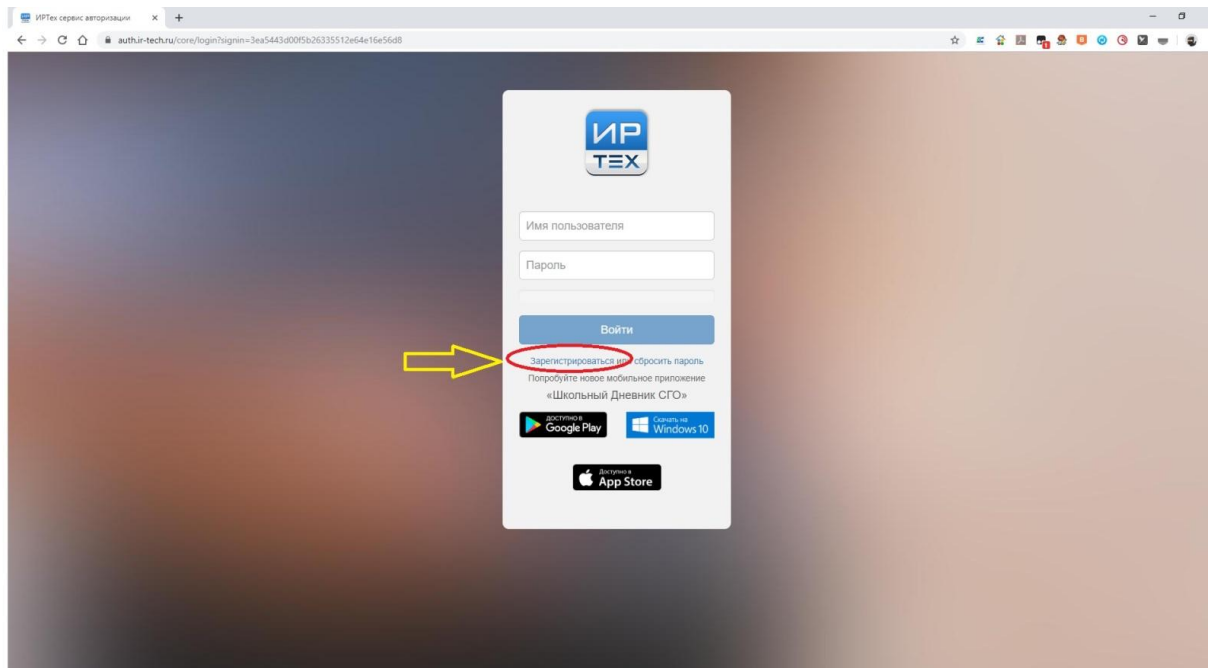 ИРТех сервис авторизации
auth.ir-tech.ru/core/login?signin=3ea5443d00f5b26335512e64e16e56d8
ИР
ТЕХ
Имя пользователя
Пароль
Войти
Зарегистрироваться или сбросить пароль
Попробуйте новое мобильное приложение
«Школьный Дневник СГО»
ДОСТУПНО В
Google Play
Скачать на
Windows 10
Доступно в
App Store